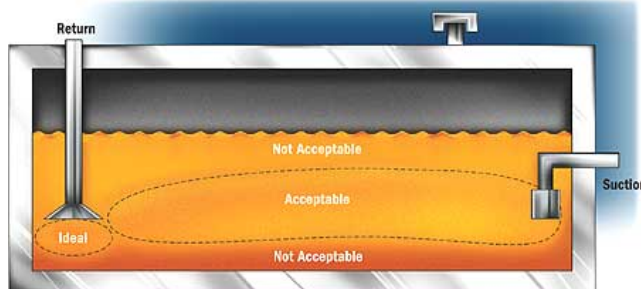 Return
Not Acceptable
Acceptable
Suction
Ideal
Not Acceptable